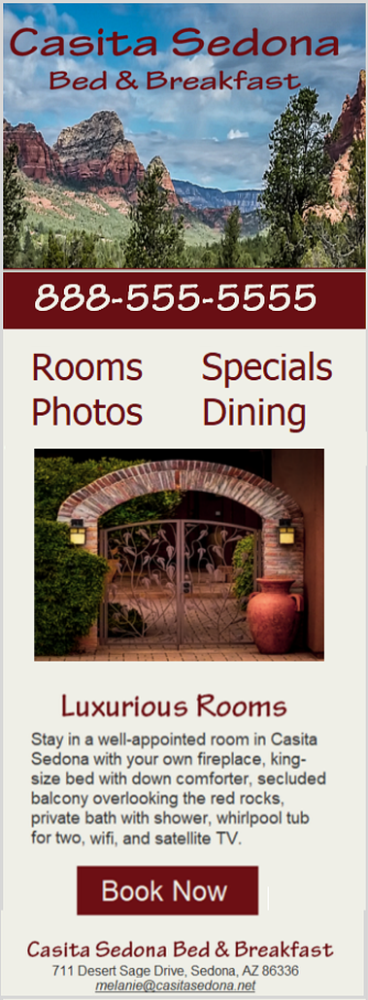 Casita Sedona
Bed & Breakfast
888-555-5555
Rooms Specials
Photos Dining
Luxurious Rooms
Stay in a well-appointed room in Casita
Sedona with your own fireplace, king-
size bed with down comforter, secluded
balcony overlooking the red rocks,
private bath with shower, whirlpool tub
for two, wifi, and satellite TV.
Book Now
Casita Sedona Bed & Breakfast
711 Desert Sage Drive, Sedona, AZ 86336
melanie@casitasedona.net